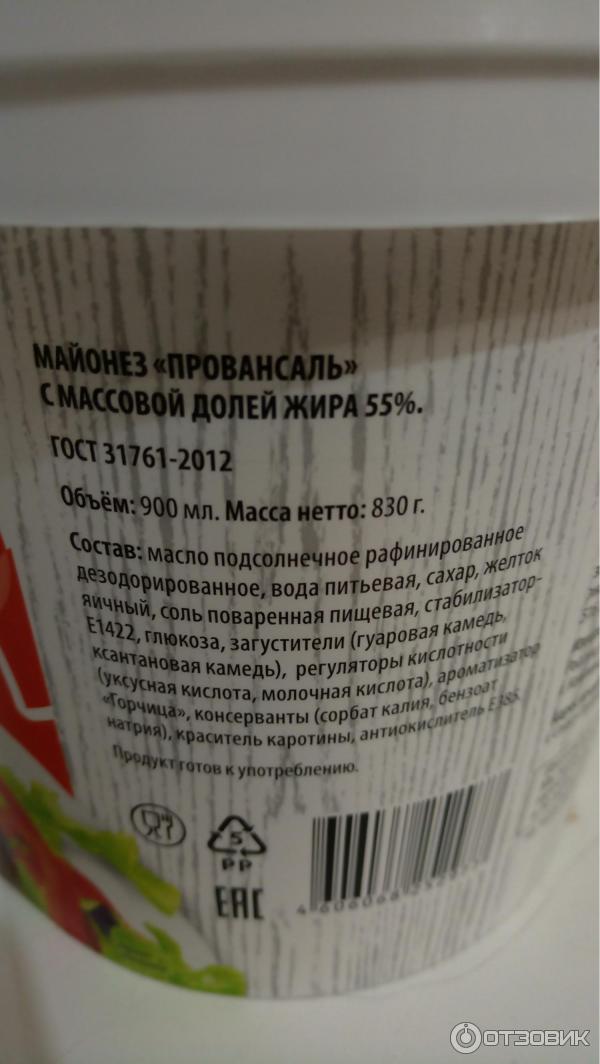 МАЙОНЕЗ «ПРОВАНСАЛЬ»
С МАССОВОЙ ДОЛЕЙ ЖИРА 55%.
ГОСТ 31761-2012
Объём: 900 мл. Масса нетто: 830 г.
Состав: масло подсолнечное рафинированное
дезодорированное, вода питьевая, сахар, желток
яичный, соль поваренная пищевая, стабилизатор-
Е1422, глюкоза, загустители (гуаровая камедь,
ксантановая камедь), регуляторы кислотности
(уксусная кислота, молочная кислота), ароматизатор
«Горчица», консерванты (сорбат калия, бензоат
натрия), краситель каротины, антиокислитель Е385.
Продукт готов к употреблению.
5
PP
EAC
ОТЗОВИК